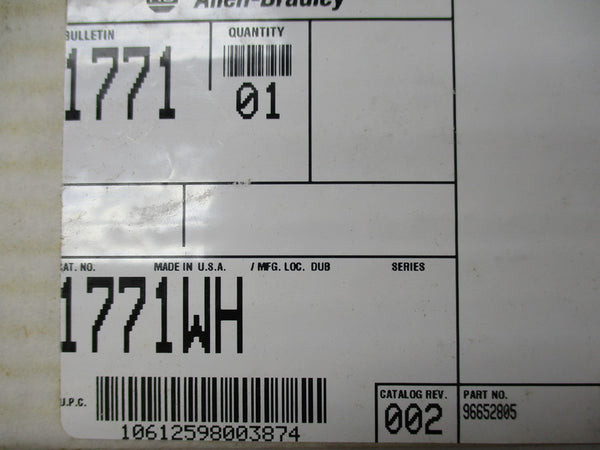 Allen-Bradley
BULLETIN
QUANTITY
1771
01
CAT. NO.
MADE IN U.S.A.
/ MFG. LOC. DUB
SERIES
1771WH
U.P.C.
10612598003874
CATALOG REV.
002
PART NO.
96652805